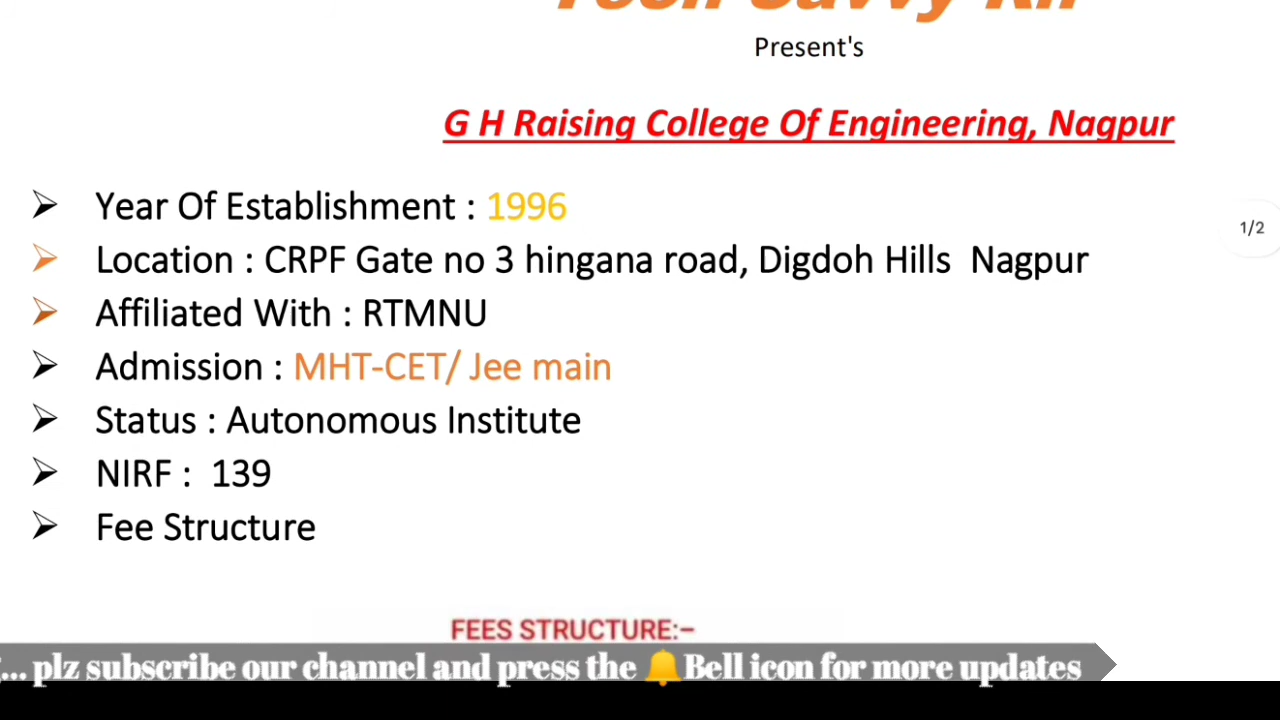 Present's
G H Raising College Of Engineering, Nagpur
Year Of Establishment : 1996
1/2
Location : CRPF Gate no 3 hingana road, Digdoh Hills Nagpur
Affiliated With : RTMNU
Admission : MHT-CET/ Jee main
Status : Autonomous Institute
NIRF : 139
Fee Structure
FEES STRUCTURE:-
... plz subscribe our channel and press the 🔔Bell icon for more updates